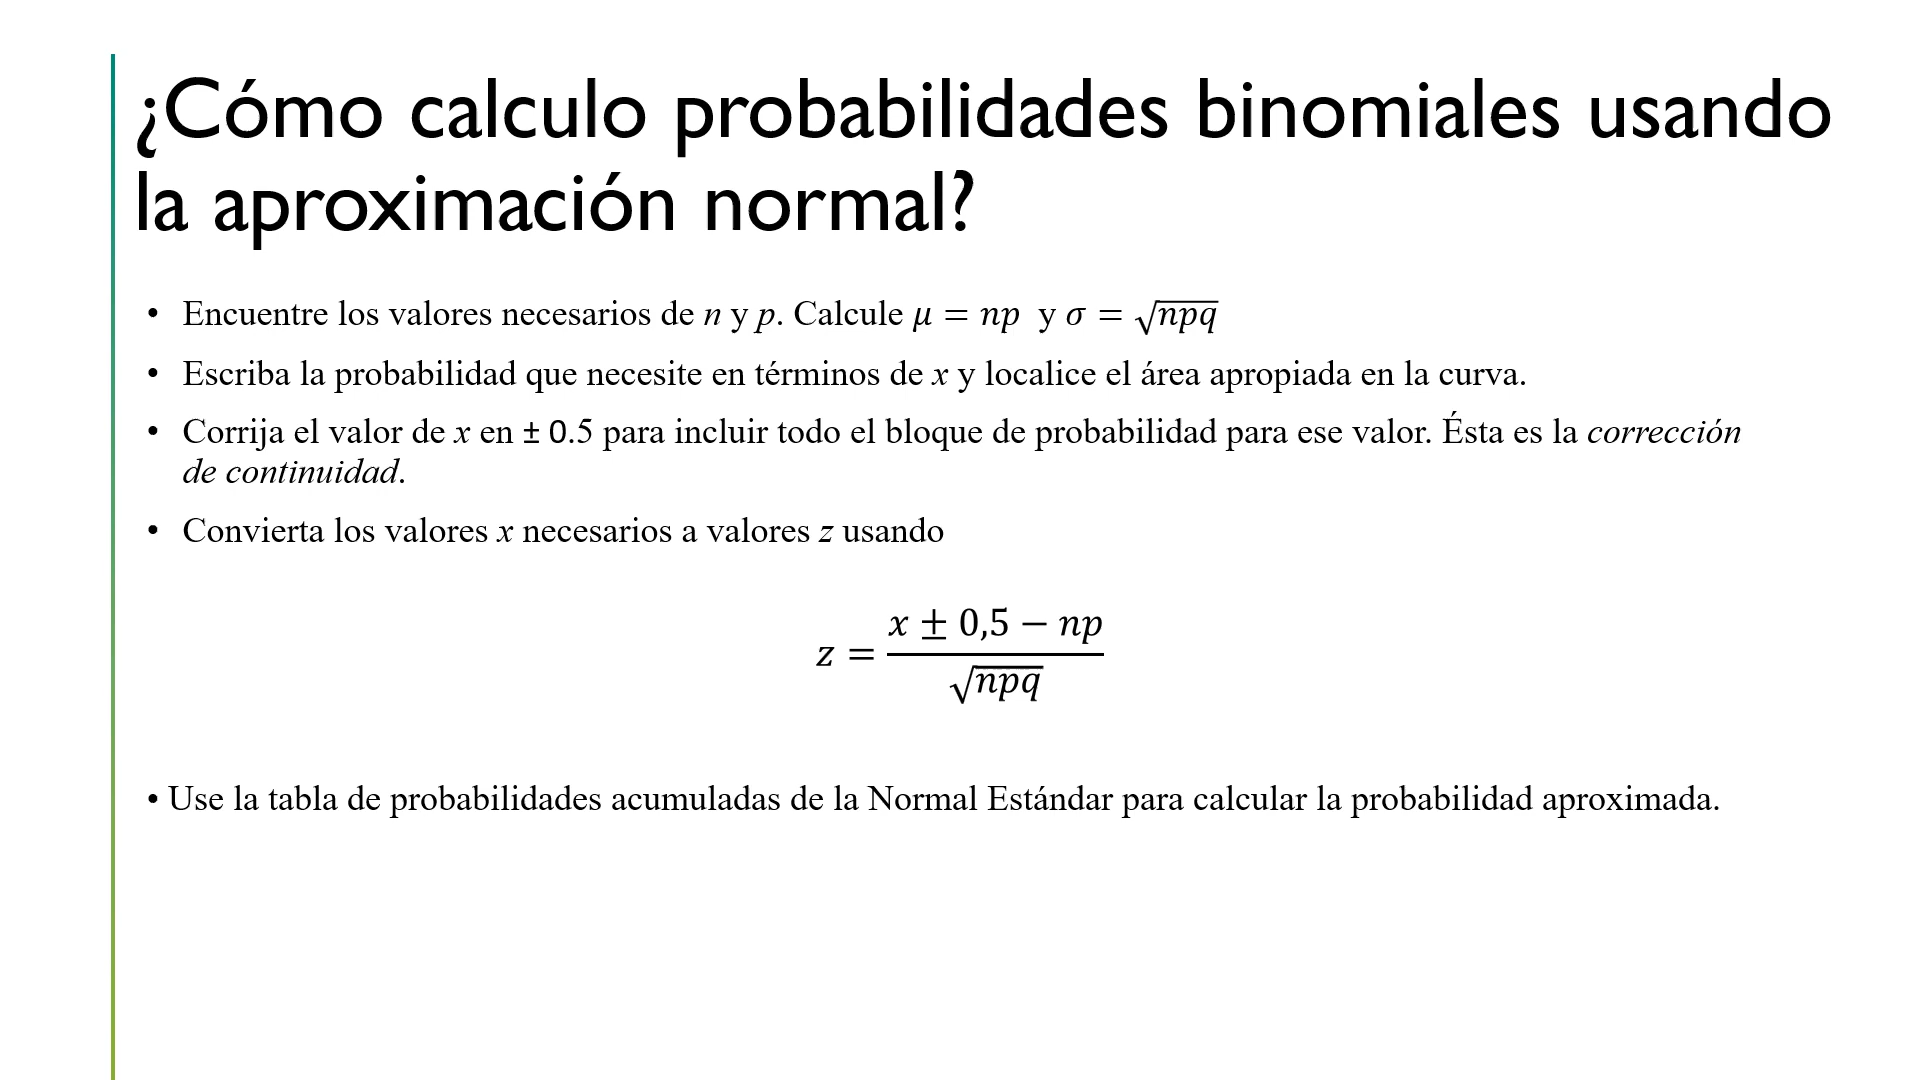 ¿Cómo calculo probabilidades binomiales usando
la aproximación normal?
• Encuentre los valores necesarios de n y p. Calcule μ = np y σ = √npq
• Escriba la probabilidad que necesite en términos de x y localice el área apropiada en la curva.
• Corrija el valor de x en ± 0.5 para incluir todo el bloque de probabilidad para ese valor. Ésta es la corrección
de continuidad.
• Convierta los valores x necesarios a valores z usando
z = (x ± 0,5 − np) / √npq
• Use la tabla de probabilidades acumuladas de la Normal Estándar para calcular la probabilidad aproximada.